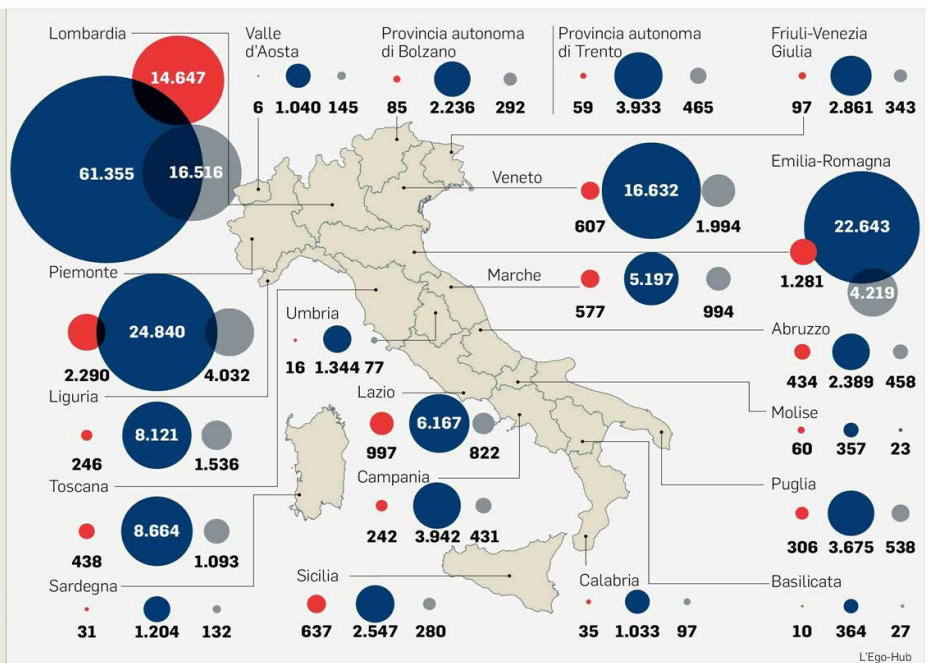 Lombardia
14.647
61.355
16.516
Valle
d'Aosta
6 1.040 145
Provincia autonoma
di Bolzano
85 2.236 292
Provincia autonoma
di Trento
59 3.933 465
Friuli-Venezia
Giulia
97 2.861 343
Veneto
16.632
607 1.994
Emilia-Romagna
22.643
1.281
4.219
Piemonte
24.840
2.290 4.032
Marche
5.197
577 994
Umbria
16 1.344 77
Abruzzo
434 2.389 458
Liguria
8.121
246 1.536
Lazio
6.167
997 822
Molise
60 357 23
Toscana
8.664
438 1.093
Campania
242 3.942 431
Puglia
306 3.675 538
Sardegna
31 1.204 132
Sicilia
637 2.547 280
Calabria
35 1.033 97
Basilicata
10 364 27
L'Ego-Hub